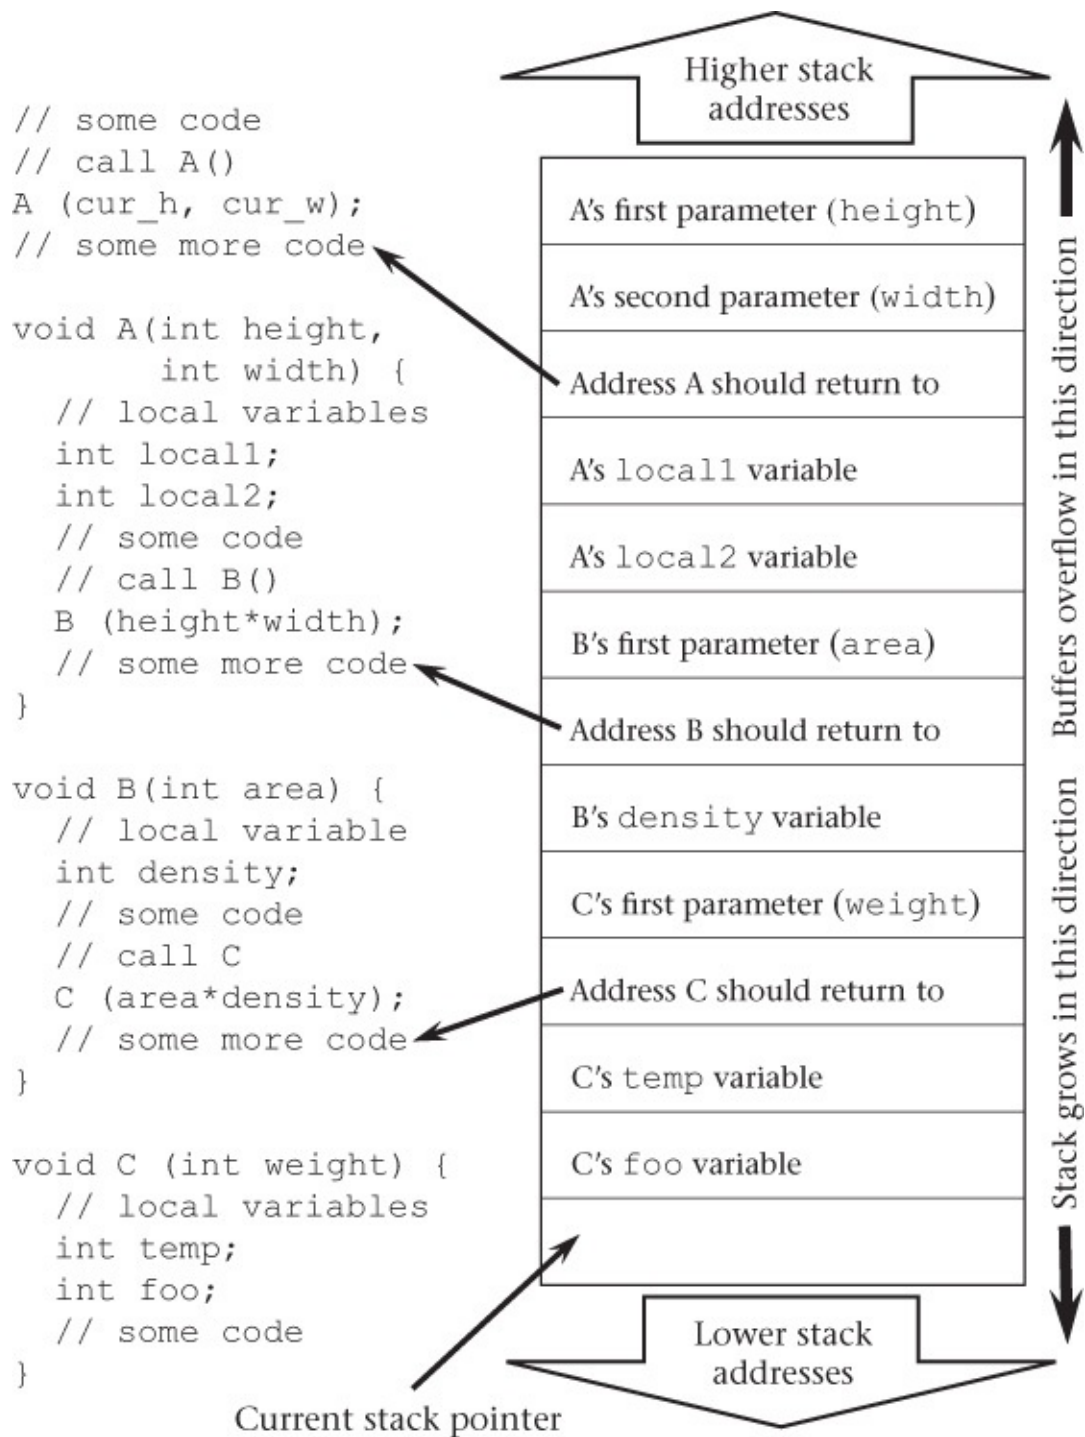 // some code
// call A()
A (cur_h, cur_w);
// some more code
void A(int height,
int width) {
// local variables
int local1;
int local2;
// some code
// call B()
B (height*width);
// some more code
}
void B(int area) {
// local variable
int density;
// some code
// call C
C (area*density);
// some more code
}
void C (int weight) {
// local variables
int temp;
int foo;
// some code
}
Current stack pointer
Higher stack
addresses
A's first parameter (height)
A's second parameter (width)
Address A should return to
A's local1 variable
A's local2 variable
B's first parameter (area)
Address B should return to
B's density variable
C's first parameter (weight)
Address C should return to
C's temp variable
C's foo variable
Lower stack
addresses
Buffers overflow in this direction
Stack grows in this direction